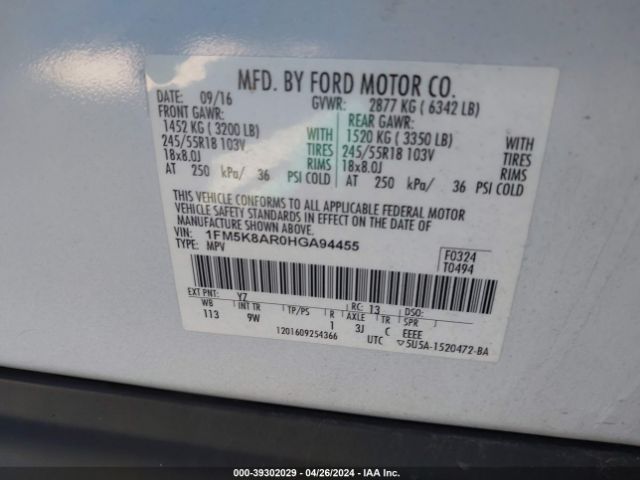 MFD. BY FORD MOTOR CO.
DATE: 09/16 GVWR: 2877 KG ( 6342 LB)
FRONT GAWR: REAR GAWR:
1452 KG ( 3200 LB) WITH 1520 KG ( 3350 LB) WITH
245/55R18 103V TIRES 245/55R18 103V TIRES
18x8.0J RIMS 18x8.0J RIMS
AT 250 kPa/ 36 PSI COLD AT 250 kPa/ 36 PSI COLD
THIS VEHICLE CONFORMS TO ALL APPLICABLE FEDERAL MOTOR
VEHICLE SAFETY STANDARDS IN EFFECT ON THE DATE OF
MANUFACTURE SHOWN ABOVE.
VIN: 1FM5K8AR0HGA94455
TYPE: MPV
F0324
T0494
EXT PNT: YZ RC: 13 DSO:
WB INT TR TP/PS R AXLE TR SPR
113 9W 1 3J C EEEE
1201609254366 UTC ▽5U5A-1520472-BA
000-39302029 - 04/26/2024 - IAA Inc.